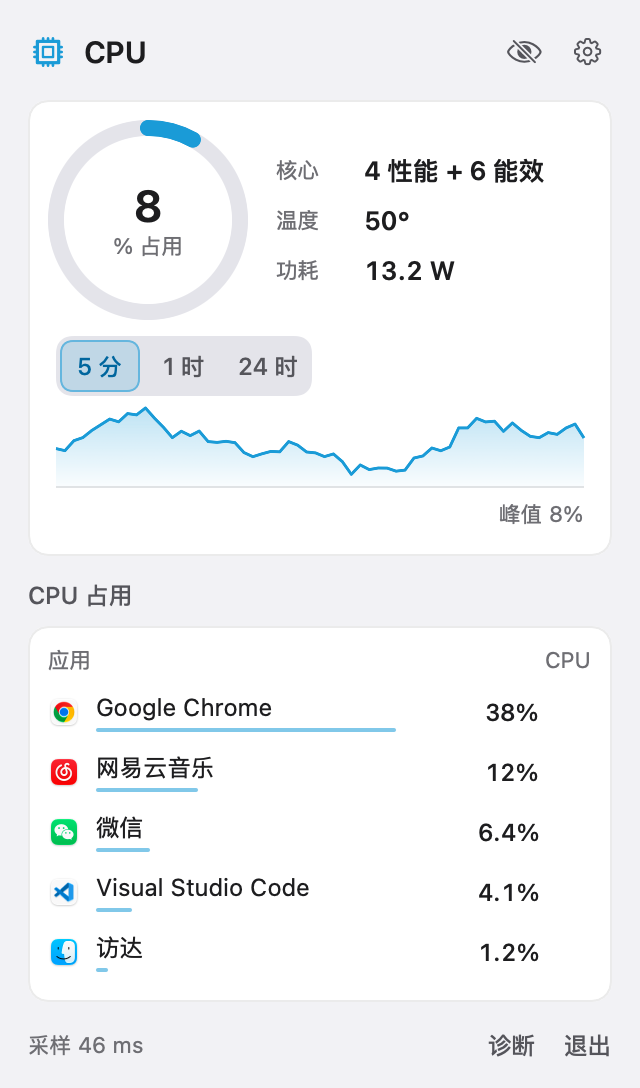 CPU
8
% 占用
核心 4 性能 + 6 能效
温度 50°
功耗 13.2 W
5 分 1 时 24 时
峰值 8%
CPU 占用
应用 CPU
Google Chrome 38%
网易云音乐 12%
微信 6.4%
Visual Studio Code 4.1%
访达 1.2%
采样 46 ms 诊断 退出